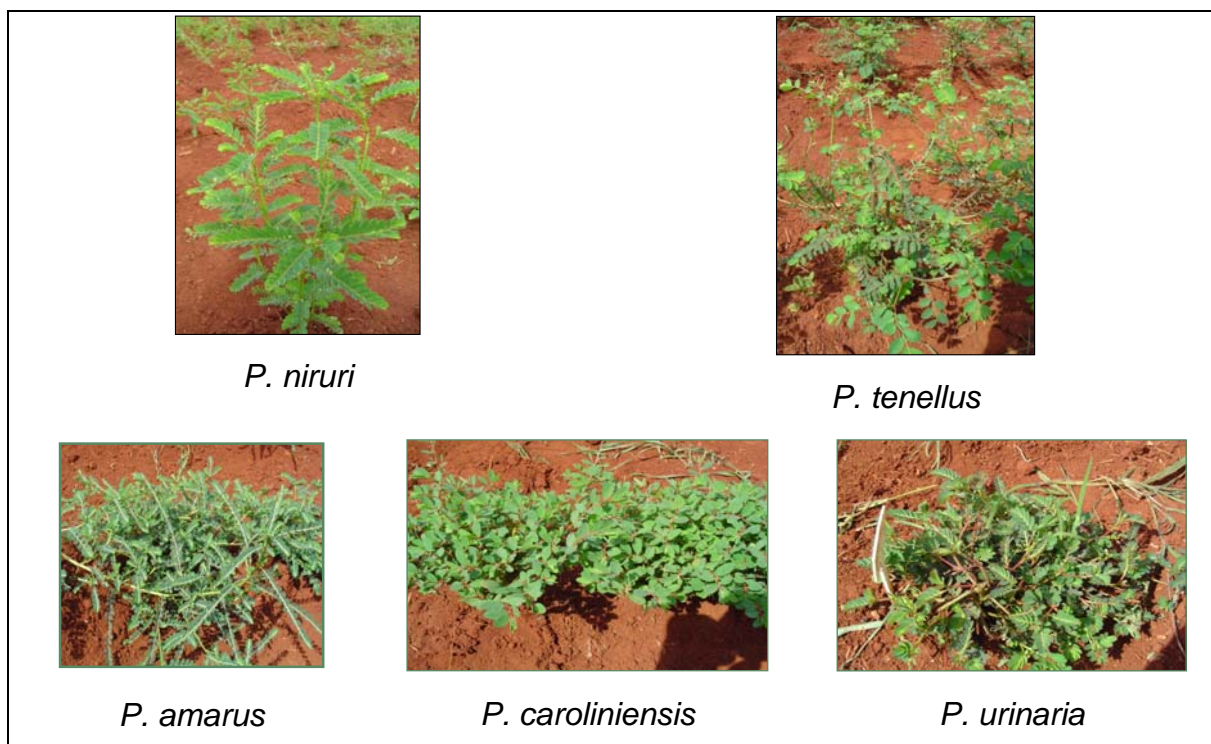 P. niruri
P. tenellus
P. amarus
P. caroliniensis
P. urinaria